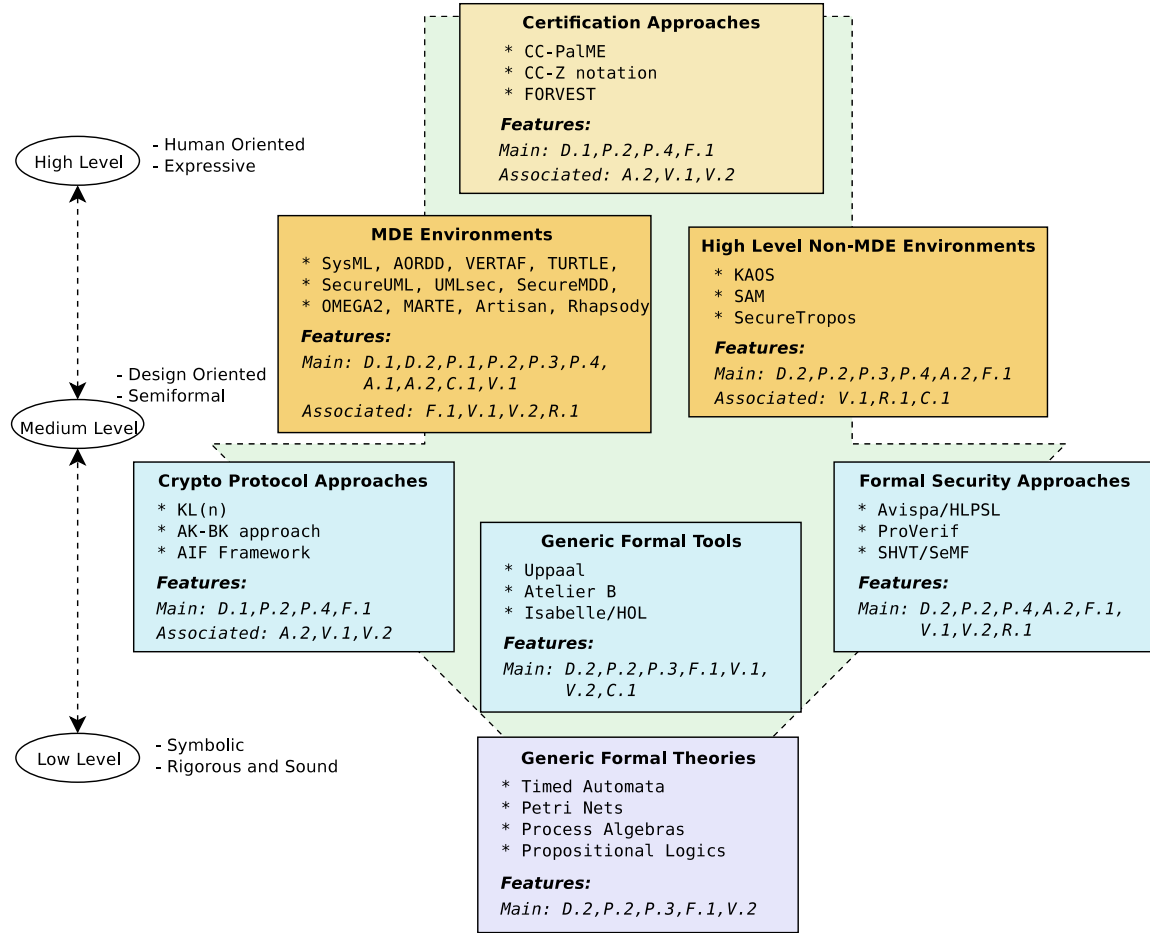 Certification Approaches
* CC-PalME
* CC-Z notation
* FORVEST
Features:
Main: D.1,P.2,P.4,F.1
Associated: A.2,V.1,V.2
High Level
- Human Oriented
- Expressive
MDE Environments
* SysML, AORDD, VERTAF, TURTLE,
* SecureUML, UMLsec, SecureMDD,
* OMEGA2, MARTE, Artisan, Rhapsody
Features:
Main: D.1,D.2,P.1,P.2,P.3,P.4,
A.1,A.2,C.1,V.1
Associated: F.1,V.1,V.2,R.1
High Level Non-MDE Environments
* KAOS
* SAM
* SecureTropos
Features:
Main: D.2,P.2,P.3,P.4,A.2,F.1
Associated: V.1,R.1,C.1
- Design Oriented
- Semiformal
Medium Level
Crypto Protocol Approaches
* KL(n)
* AK-BK approach
* AIF Framework
Features:
Main: D.1,P.2,P.4,F.1
Associated: A.2,V.1,V.2
Generic Formal Tools
* Uppaal
* Atelier B
* Isabelle/HOL
Features:
Main: D.2,P.2,P.3,F.1,V.1,
V.2,C.1
Formal Security Approaches
* Avispa/HLPSL
* ProVerif
* SHVT/SeMF
Features:
Main: D.2,P.2,P.4,A.2,F.1,
V.1,V.2,R.1
Low Level
- Symbolic
- Rigorous and Sound
Generic Formal Theories
* Timed Automata
* Petri Nets
* Process Algebras
* Propositional Logics
Features:
Main: D.2,P.2,P.3,F.1,V.2